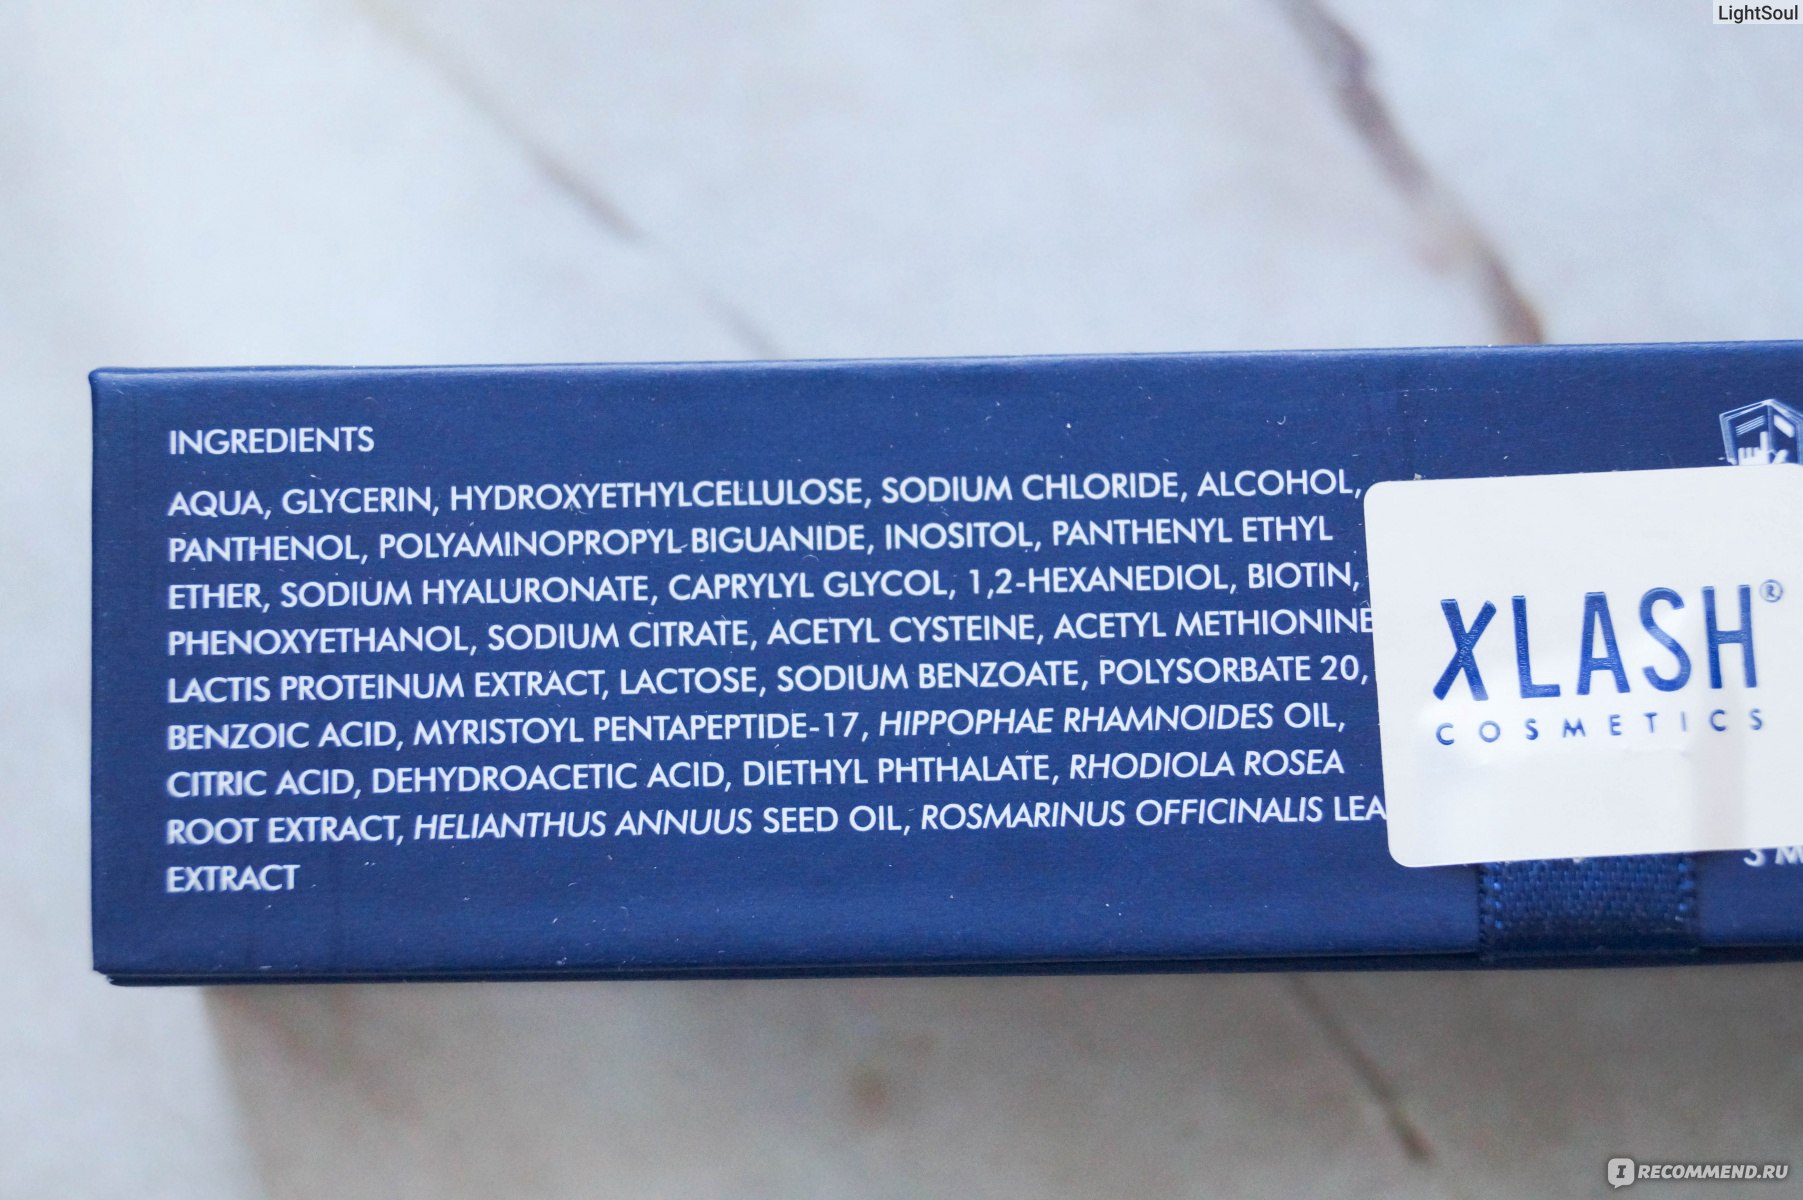 LightSoul
INGREDIENTS
AQUA, GLYCERIN, HYDROXYETHYLCELLULOSE, SODIUM CHLORIDE, ALCOHOL,
PANTHENOL, POLYAMINOPROPYL BIGUANIDE, INOSITOL, PANTHENYL ETHYL
ETHER, SODIUM HYALURONATE, CAPRYLYL GLYCOL, 1,2-HEXANEDIOL, BIOTIN,
PHENOXYETHANOL, SODIUM CITRATE, ACETYL CYSTEINE, ACETYL METHIONINE
LACTIS PROTEINUM EXTRACT, LACTOSE, SODIUM BENZOATE, POLYSORBATE 20,
BENZOIC ACID, MYRISTOYL PENTAPEPTIDE-17, HIPPOPHAE RHAMNOIDES OIL,
CITRIC ACID, DEHYDROACETIC ACID, DIETHYL PHTHALATE, RHODIOLA ROSEA
ROOT EXTRACT, HELIANTHUS ANNUUS SEED OIL, ROSMARINUS OFFICINALIS LEA
EXTRACT
XLASH®
COSMETICS
IRECOMMEND.RU